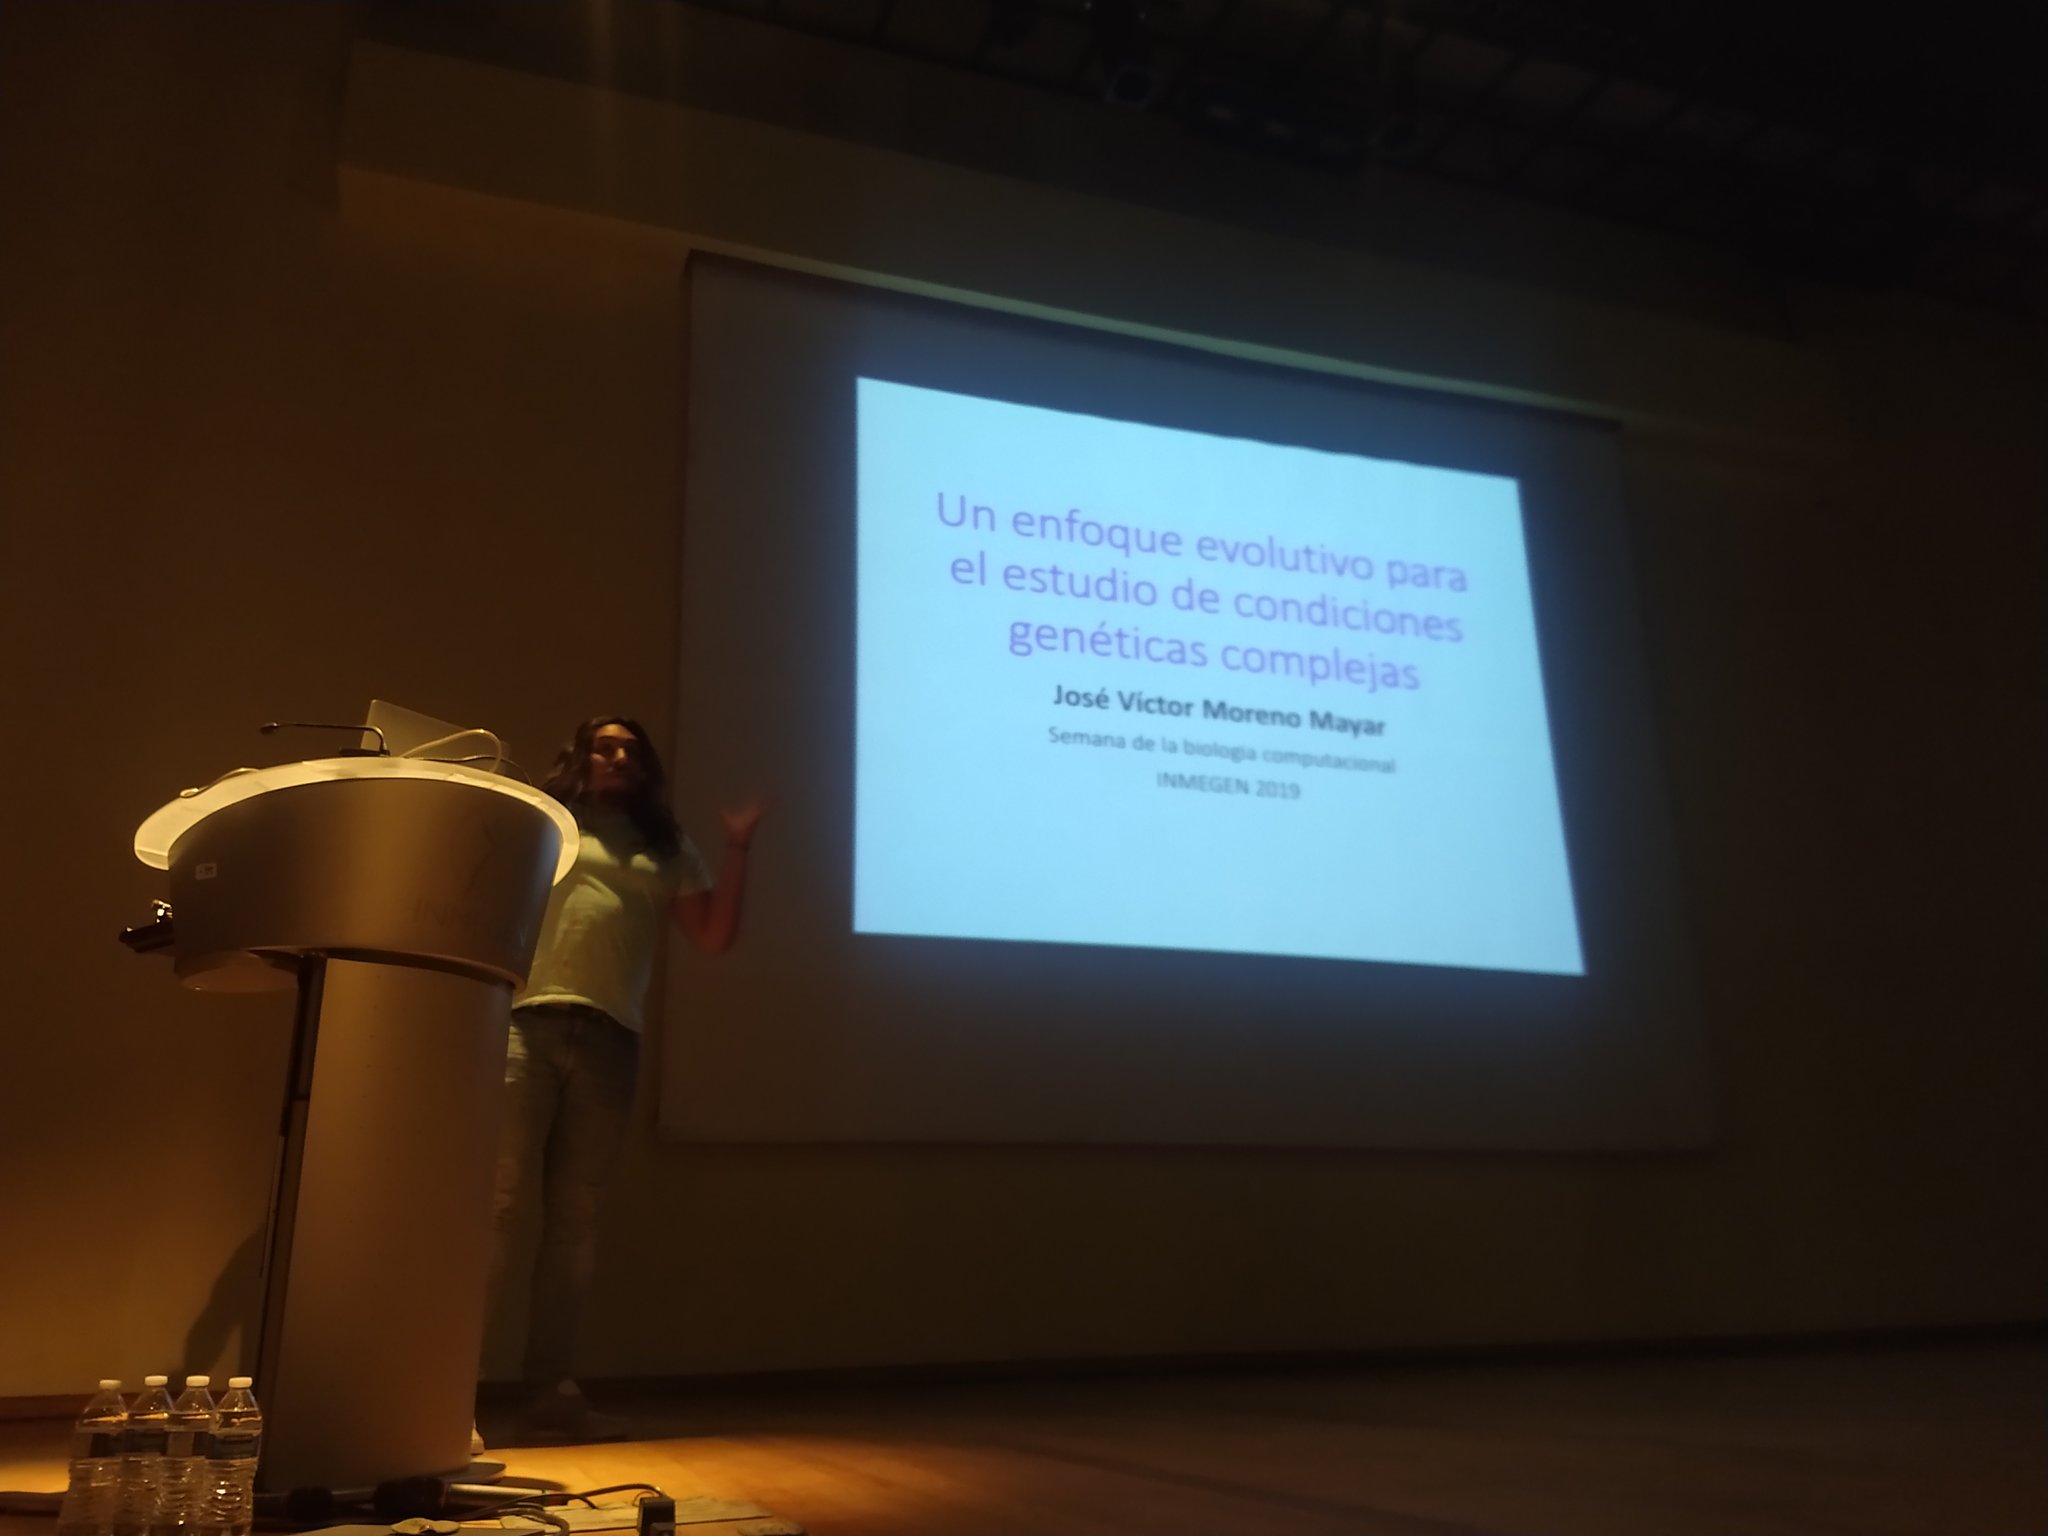 Un enfoque evolutivo para
el estudio de condiciones
genéticas complejas
José Víctor Moreno Mayar
Semana de la biología computacional
INMEGEN 2019